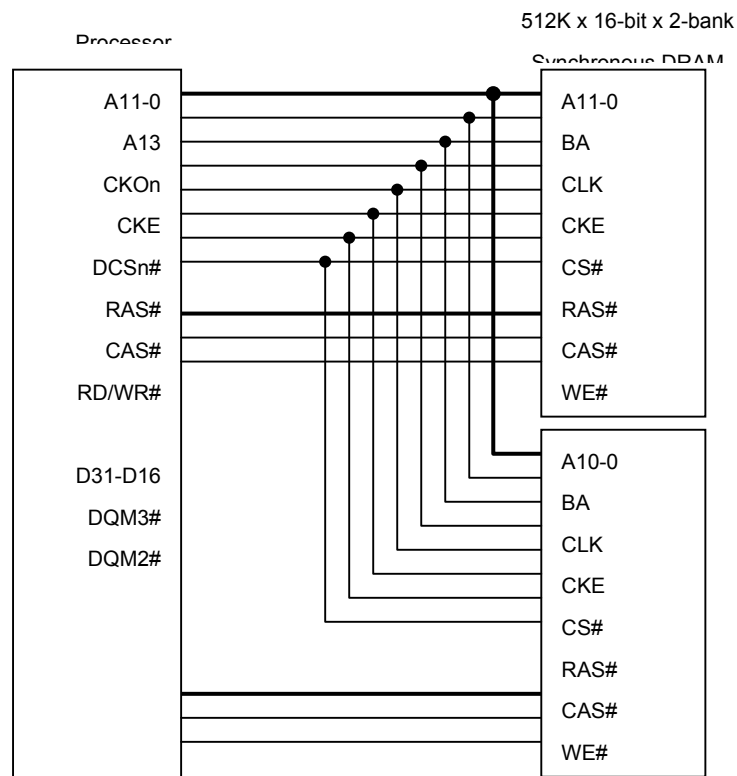 512K x 16-bit x 2-bank
Processor
Synchronous DRAM
A11-0
A13
CKOn
CKE
DCSn#
RAS#
CAS#
RD/WR#
D31-D16
DQM3#
DQM2#
A11-0
BA
CLK
CKE
CS#
RAS#
CAS#
WE#
A10-0
BA
CLK
CKE
CS#
RAS#
CAS#
WE#